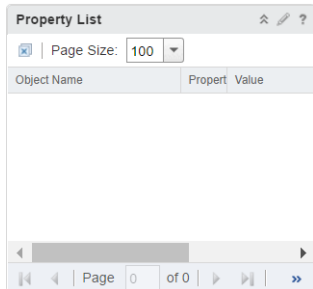 Property List ?
Page Size: 100
Object Name Propert Value
Page 0 of 0 »